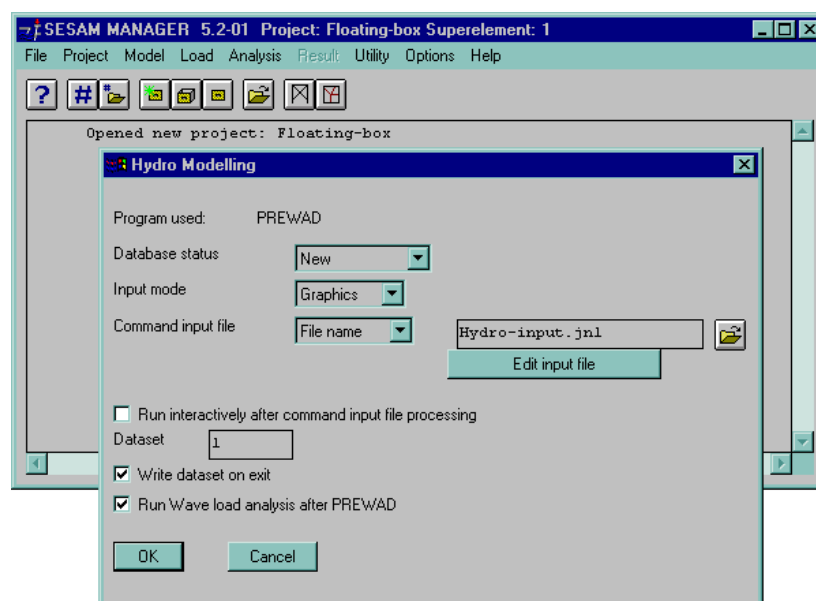 SESAM MANAGER 5.2-01 Project: Floating-box Superelement: 1
File Project Model Load Analysis Result Utility Options Help
? # #
Opened new project: Floating-box
Hydro Modelling
Program used: PREWAD
Database status New
Input mode Graphics
Command input file File name Hydro-input.jnl
Edit input file
Run interactively after command input file processing
Dataset 1
Write dataset on exit
Run Wave load analysis after PREWAD
OK Cancel